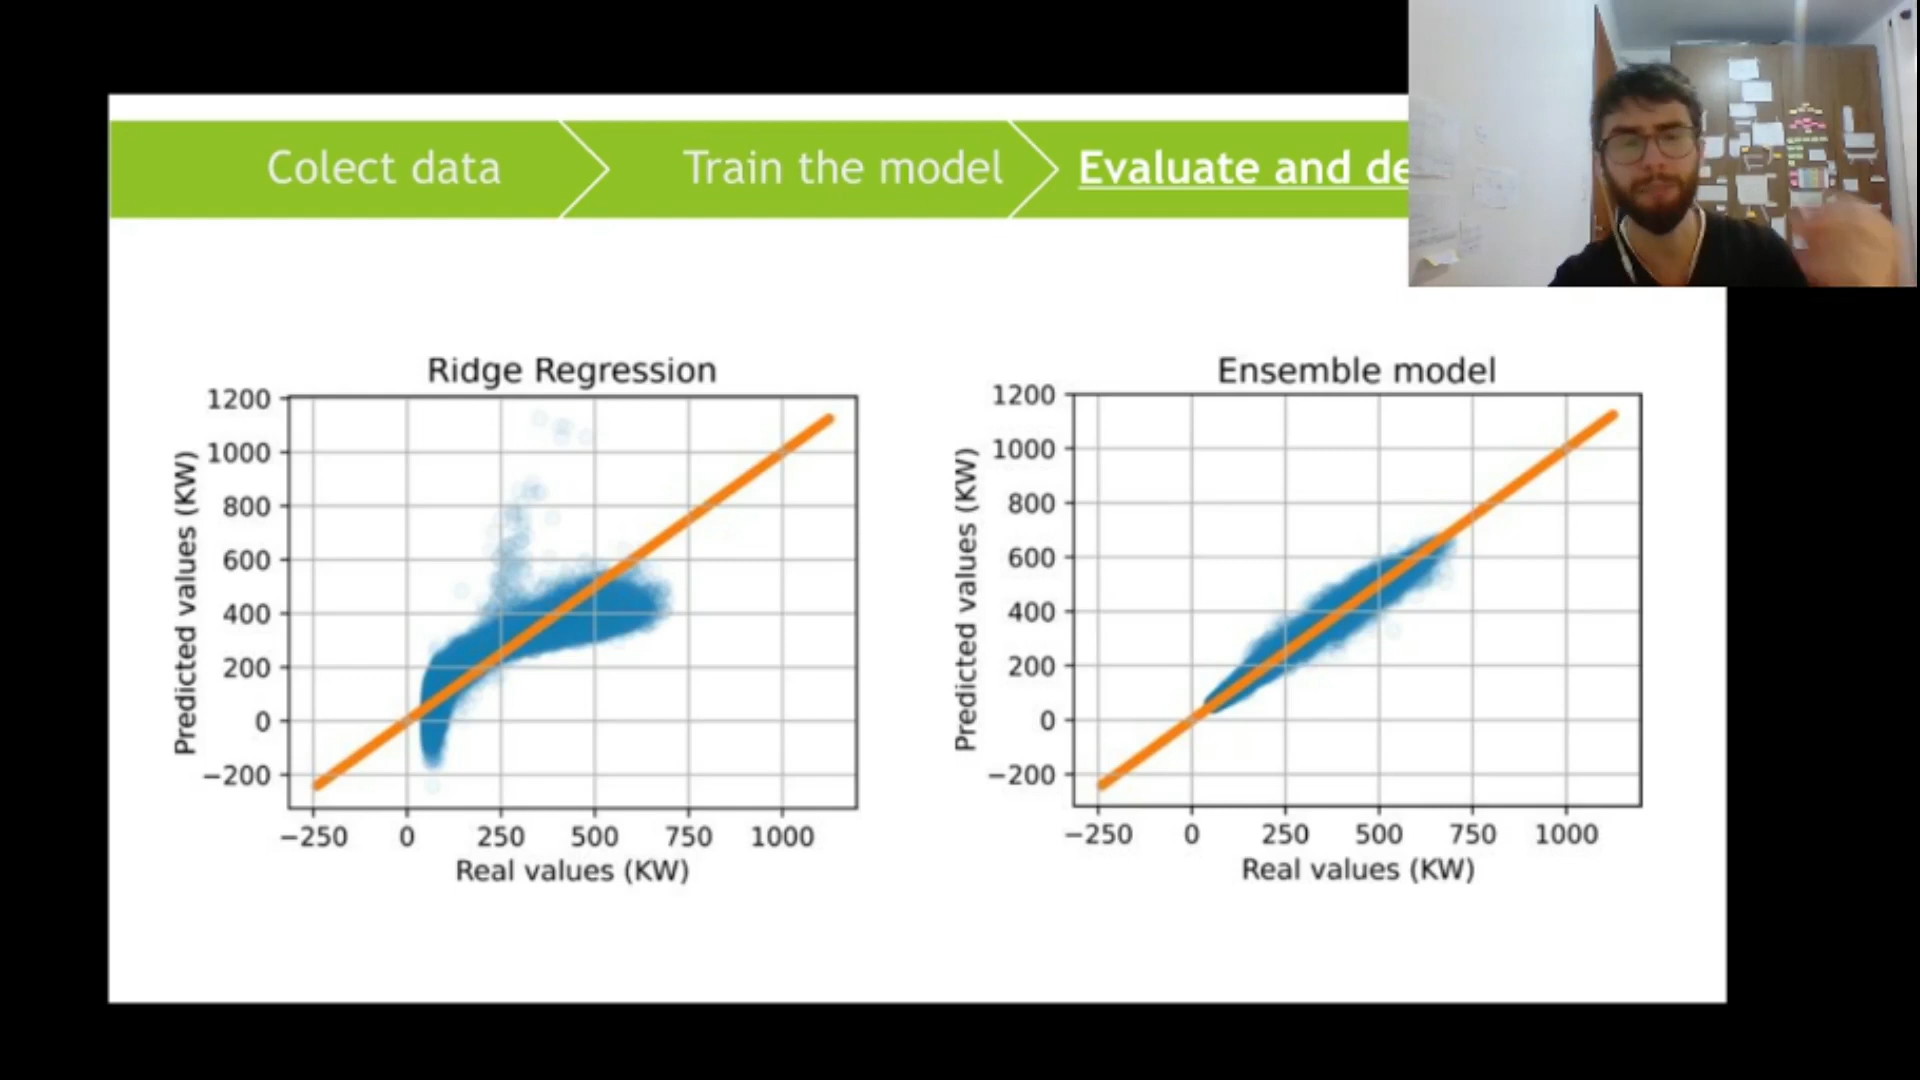 Colect data
Train the model
Evaluate and de
Ridge Regression
1200
1000
800
600
400
200
0
−200
Predicted values (KW)
−250 0 250 500 750 1000
Real values (KW)
Ensemble model
1200
1000
800
600
400
200
0
−200
Predicted values (KW)
−250 0 250 500 750 1000
Real values (KW)